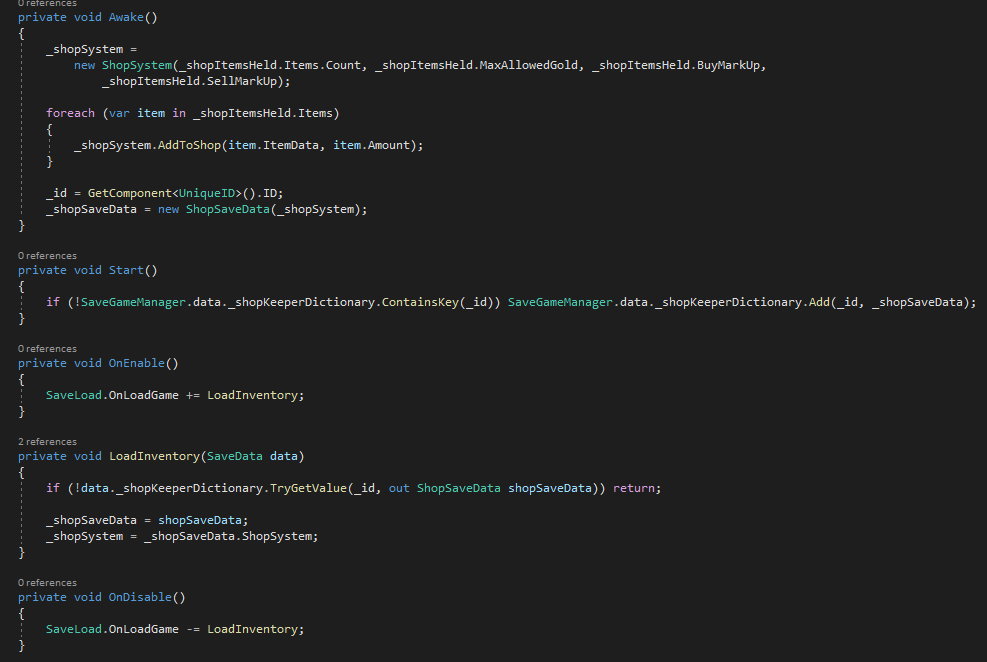 0 references
private void Awake()
{
_shopSystem =
new ShopSystem(_shopItemsHeld.Items.Count, _shopItemsHeld.MaxAllowedGold, _shopItemsHeld.BuyMarkUp,
_shopItemsHeld.SellMarkUp);
foreach (var item in _shopItemsHeld.Items)
{
_shopSystem.AddToShop(item.ItemData, item.Amount);
}
_id = GetComponent<UniqueID>().ID;
_shopSaveData = new ShopSaveData(_shopSystem);
}
0 references
private void Start()
{
if (!SaveGameManager.data._shopKeeperDictionary.ContainsKey(_id)) SaveGameManager.data._shopKeeperDictionary.Add(_id, _shopSaveData);
}
0 references
private void OnEnable()
{
SaveLoad.OnLoadGame += LoadInventory;
}
2 references
private void LoadInventory(SaveData data)
{
if (!data._shopKeeperDictionary.TryGetValue(_id, out ShopSaveData shopSaveData)) return;
_shopSaveData = shopSaveData;
_shopSystem = _shopSaveData.ShopSystem;
}
0 references
private void OnDisable()
{
SaveLoad.OnLoadGame -= LoadInventory;
}